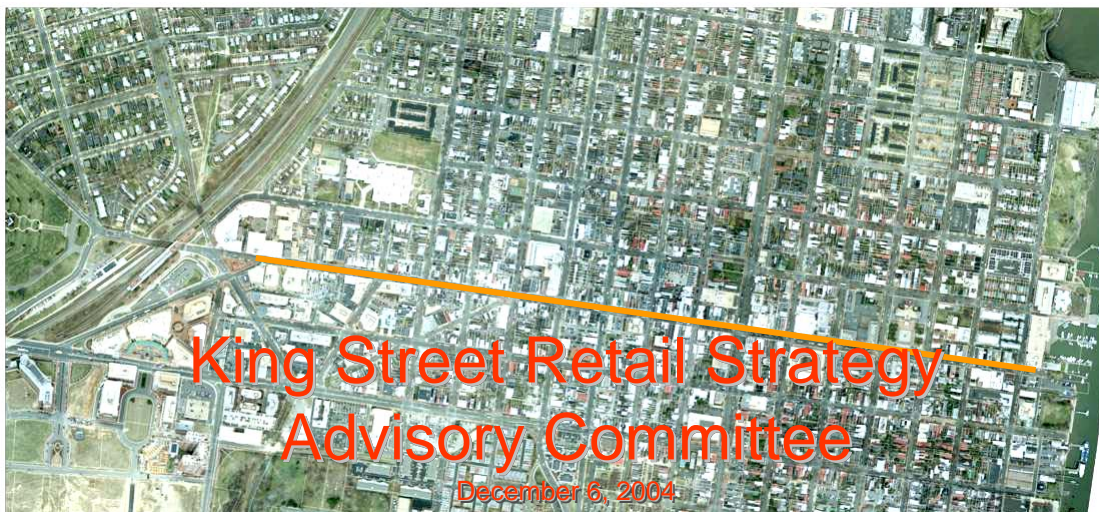 King Street Retail Strategy
Advisory Committee
December 6, 2004